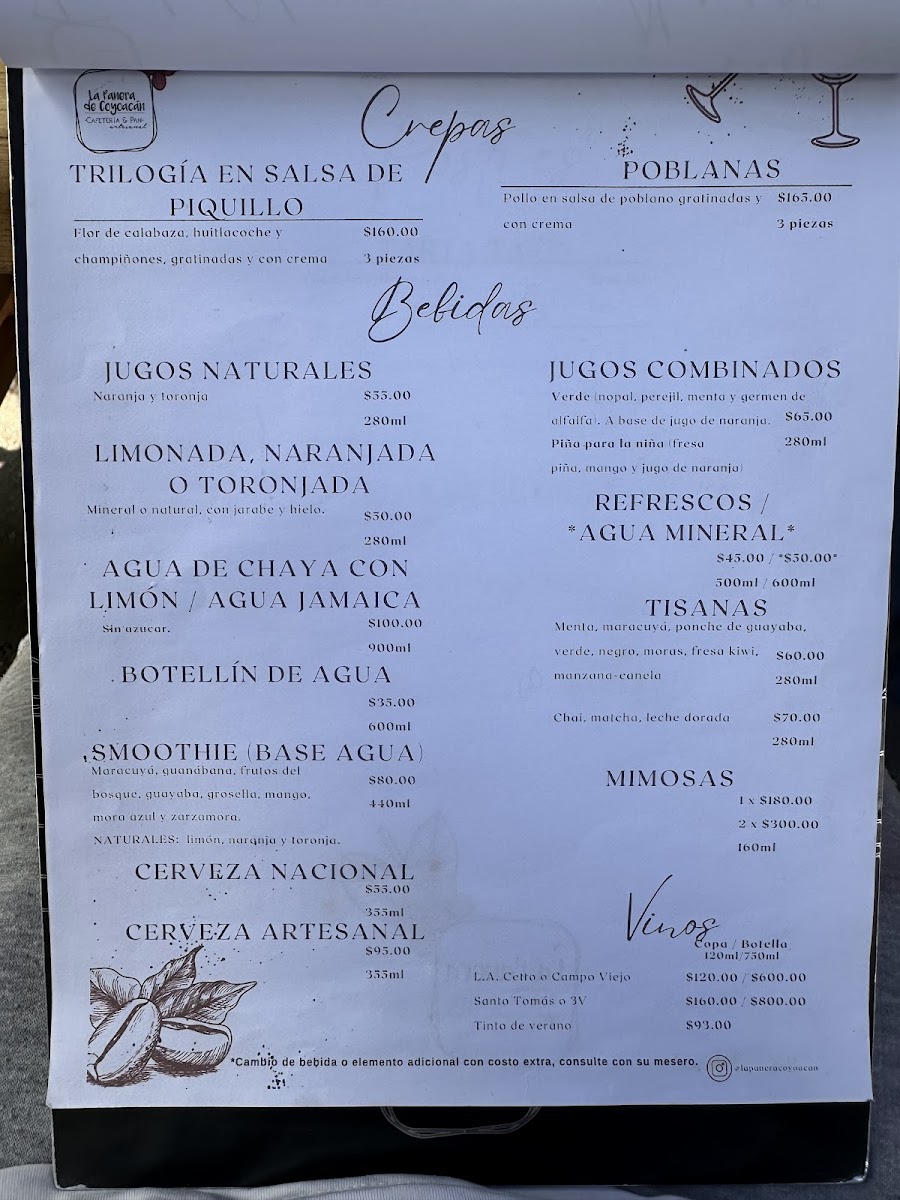 La Panera
de Coyoacán
CAFETERÍA & PAN
artesanal
Crepas
TRILOGÍA EN SALSA DE
PIQUILLO
Flor de calabaza, huitlacoche y $160.00
champiñones, gratinadas y con crema 3 piezas
POBLANAS
Pollo en salsa de poblano gratinadas y $165.00
con crema 3 piezas
Bebidas
JUGOS NATURALES
Naranja y toronja $55.00
280ml
LIMONADA, NARANJADA
O TORONJADA
Mineral o natural, con jarabe y hielo. $50.00
280ml
AGUA DE CHAYA CON
LIMÓN / AGUA JAMAICA
Sin azucar. $100.00
900ml
BOTELLÍN DE AGUA
$35.00
600ml
SMOOTHIE (BASE AGUA)
Maracuyá, guanábana, frutos del $80.00
bosque, guayaba, grosella, mango, 440ml
mora azul y zarzamora.
NATURALES: limón, naranja y toronja.
CERVEZA NACIONAL
$55.00
355ml
CERVEZA ARTESANAL
$95.00
355ml
JUGOS COMBINADOS
Verde (nopal, perejil, menta y germen de
alfalfa). A base de jugo de naranja. $65.00
Piña para la niña (fresa 280ml
piña, mango y jugo de naranja)
REFRESCOS /
*AGUA MINERAL*
$45.00 / *$50.00*
500ml / 600ml
TISANAS
Menta, maracuyá, ponche de guayaba,
verde, negro, moras, fresa kiwi, $60.00
manzana-canela 280ml
Chai, matcha, leche dorada $70.00
280ml
MIMOSAS
1 x $180.00
2 x $300.00
160ml
Vinos
Copa / Botella
120ml/750ml
L.A. Cetto o Campo Viejo $120.00 / $600.00
Santo Tomás o 3V $160.00 / $800.00
Tinto de verano $93.00
*Cambio de bebida o elemento adicional con costo extra, consulte con su mesero.
@lapaneracoyoacan